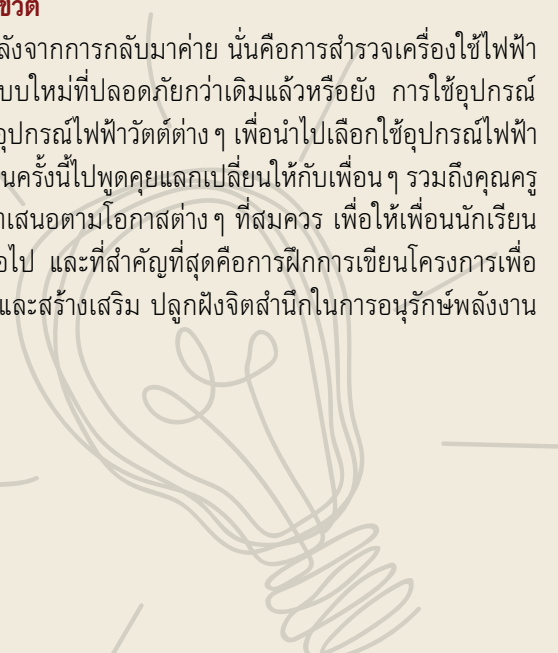 ขวัต
ลังจากการกลับมาค่าย นั่นคือการสำรวจเครื่องใช้ไฟฟ้า
บบใหม่ที่ปลอดภัยกว่าเดิมแล้วหรือยัง การใช้อุปกรณ์
อุปกรณ์ไฟฟ้าวัตต์ต่าง ๆ เพื่อนำไปเลือกใช้อุปกรณ์ไฟฟ้า
นครั้งนี้ไปพูดคุยแลกเปลี่ยนให้กับเพื่อน ๆ รวมถึงคุณครู
าเสนอตามโอกาสต่าง ๆ ที่สมควร เพื่อให้เพื่อนนักเรียน
อไป และที่สำคัญที่สุดคือการฝึกการเขียนโครงการเพื่อ
และสร้างเสริม ปลูกฝังจิตสำนึกในการอนุรักษ์พลังงาน